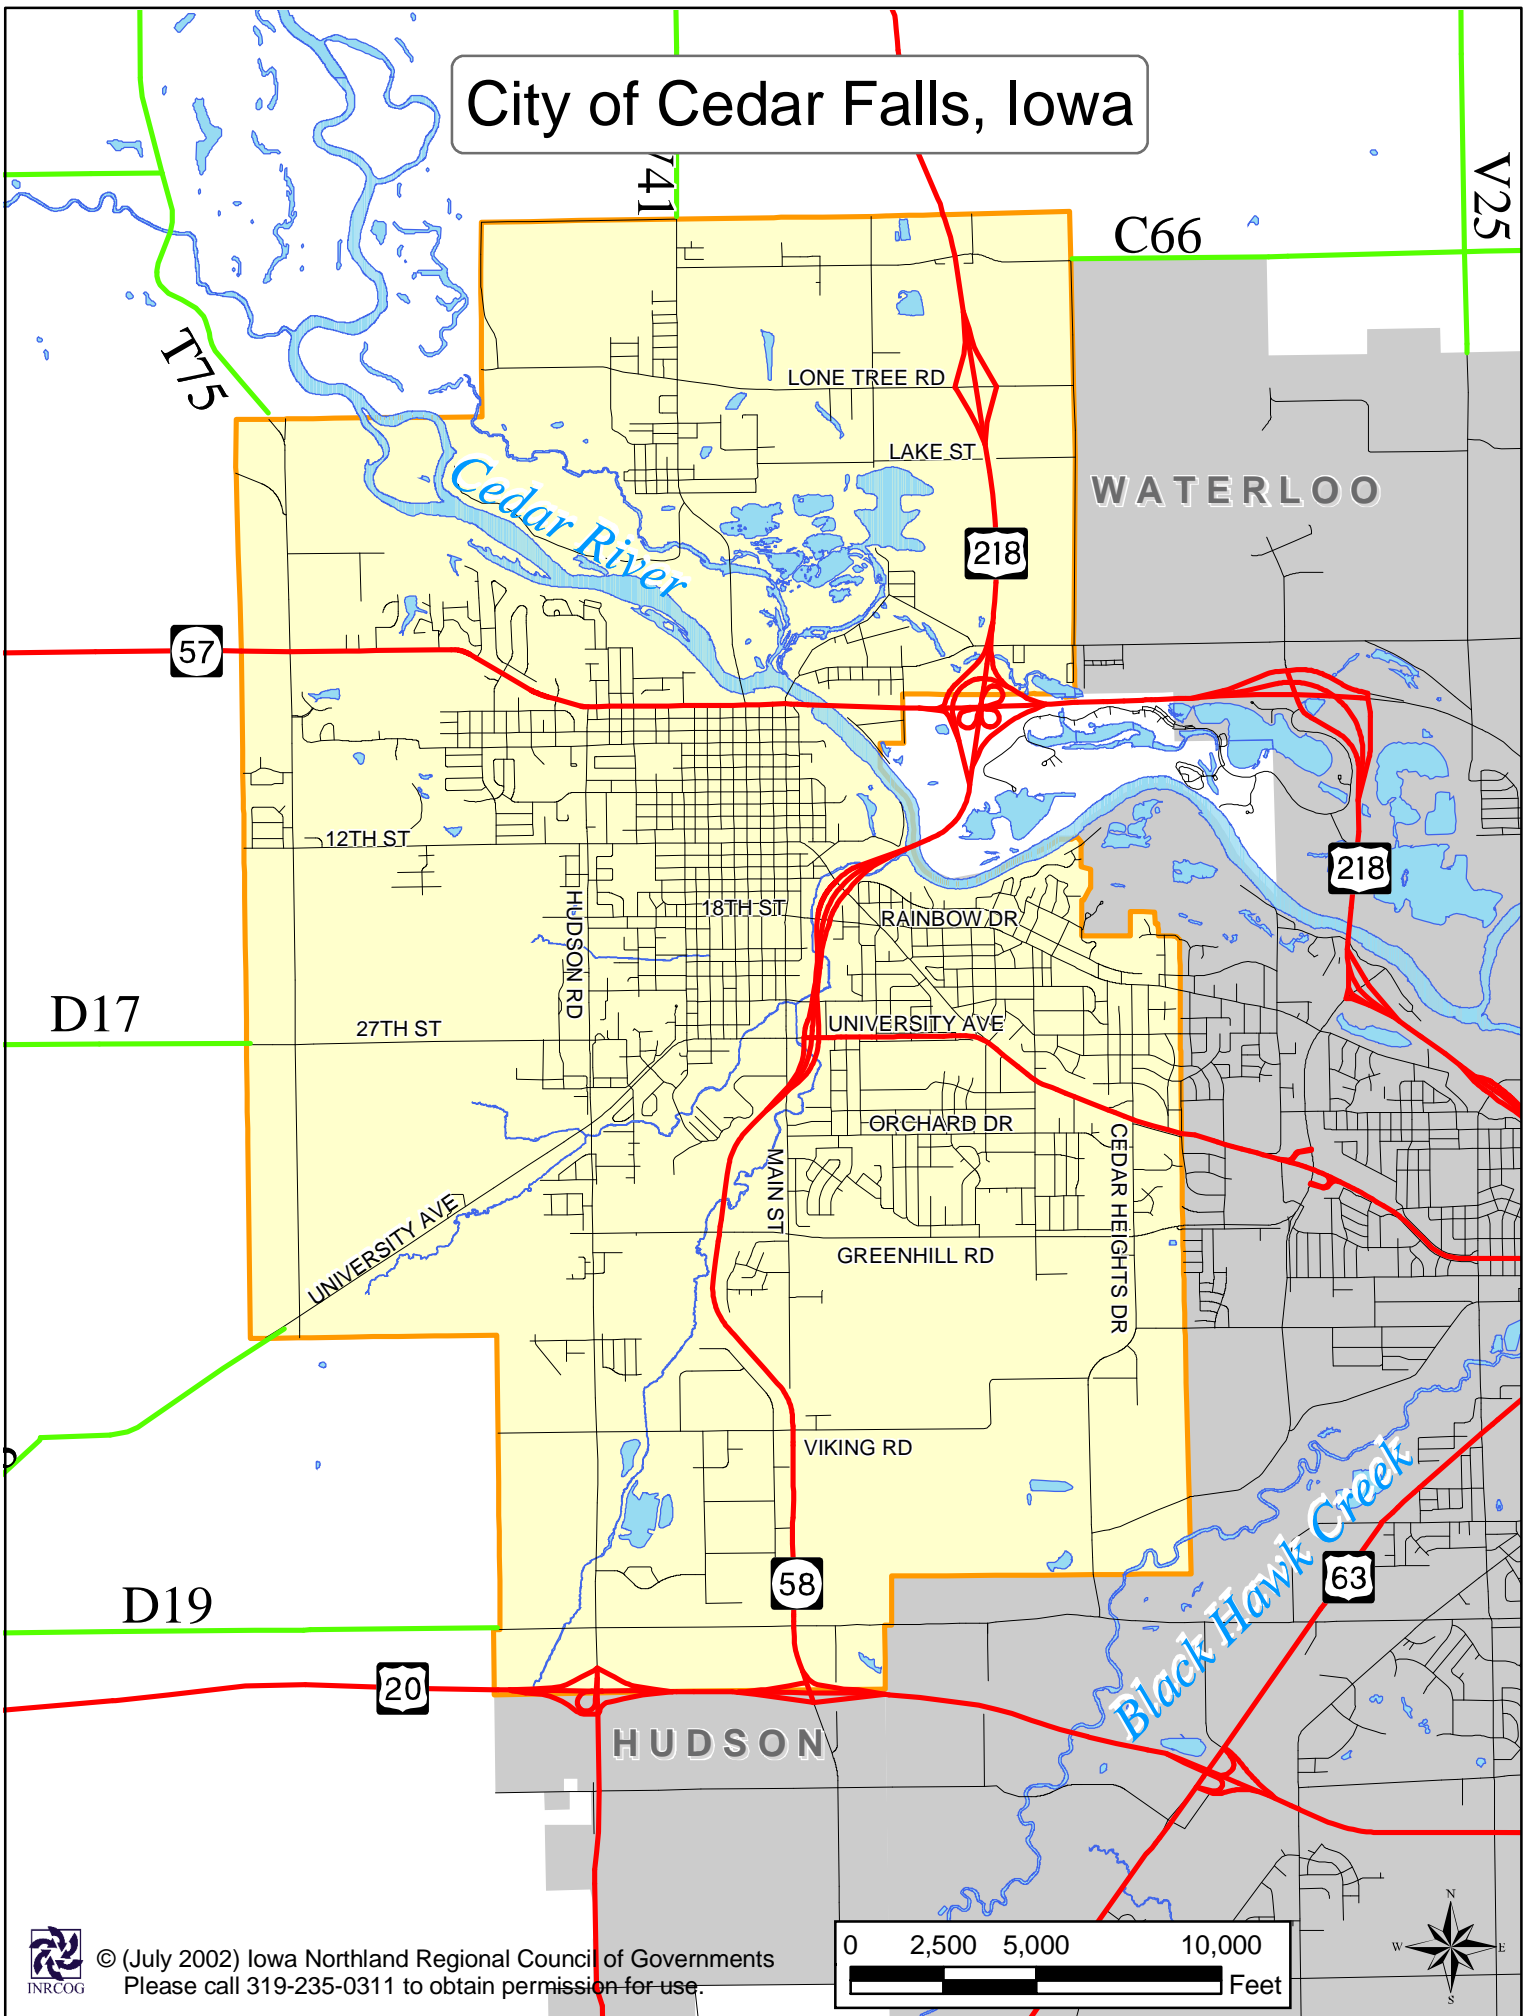 City of Cedar Falls, Iowa
V25
C66
T75
LONE TREE RD
LAKE ST
Cedar River
WATERLOO
218
57
12TH ST
218
HUDSON RD
18TH ST
RAINBOW DR
D17
27TH ST
UNIVERSITY AVE
ORCHARD DR
MAIN ST
CEDAR HEIGHTS DR
UNIVERSITY AVE
GREENHILL RD
VIKING RD
Black Hawk Creek
58
63
D19
20
HUDSON
INRCOG
© (July 2002) Iowa Northland Regional Council of Governments
Please call 319-235-0311 to obtain permission for use.
0 2,500 5,000 10,000
Feet
N
W E
S